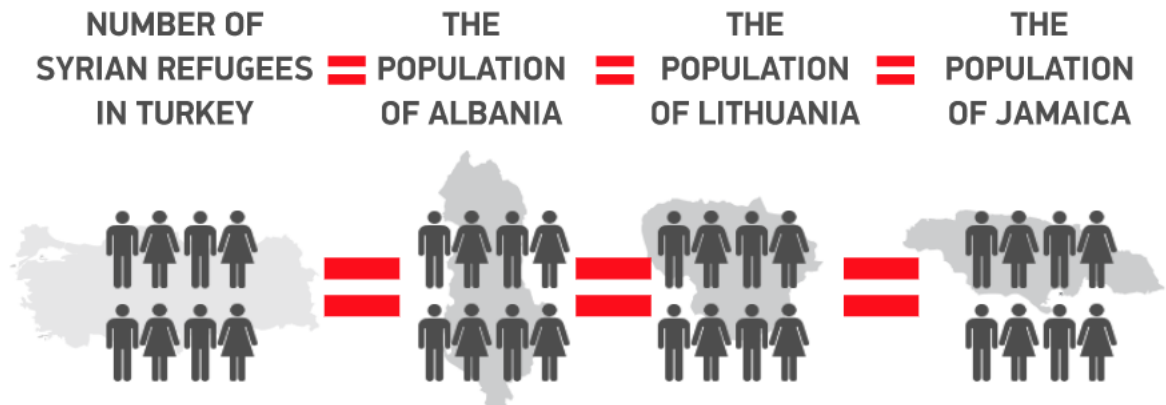 NUMBER OF
SYRIAN REFUGEES
IN TURKEY
=
THE
POPULATION
OF ALBANIA
=
THE
POPULATION
OF LITHUANIA
=
THE
POPULATION
OF JAMAICA
= = =